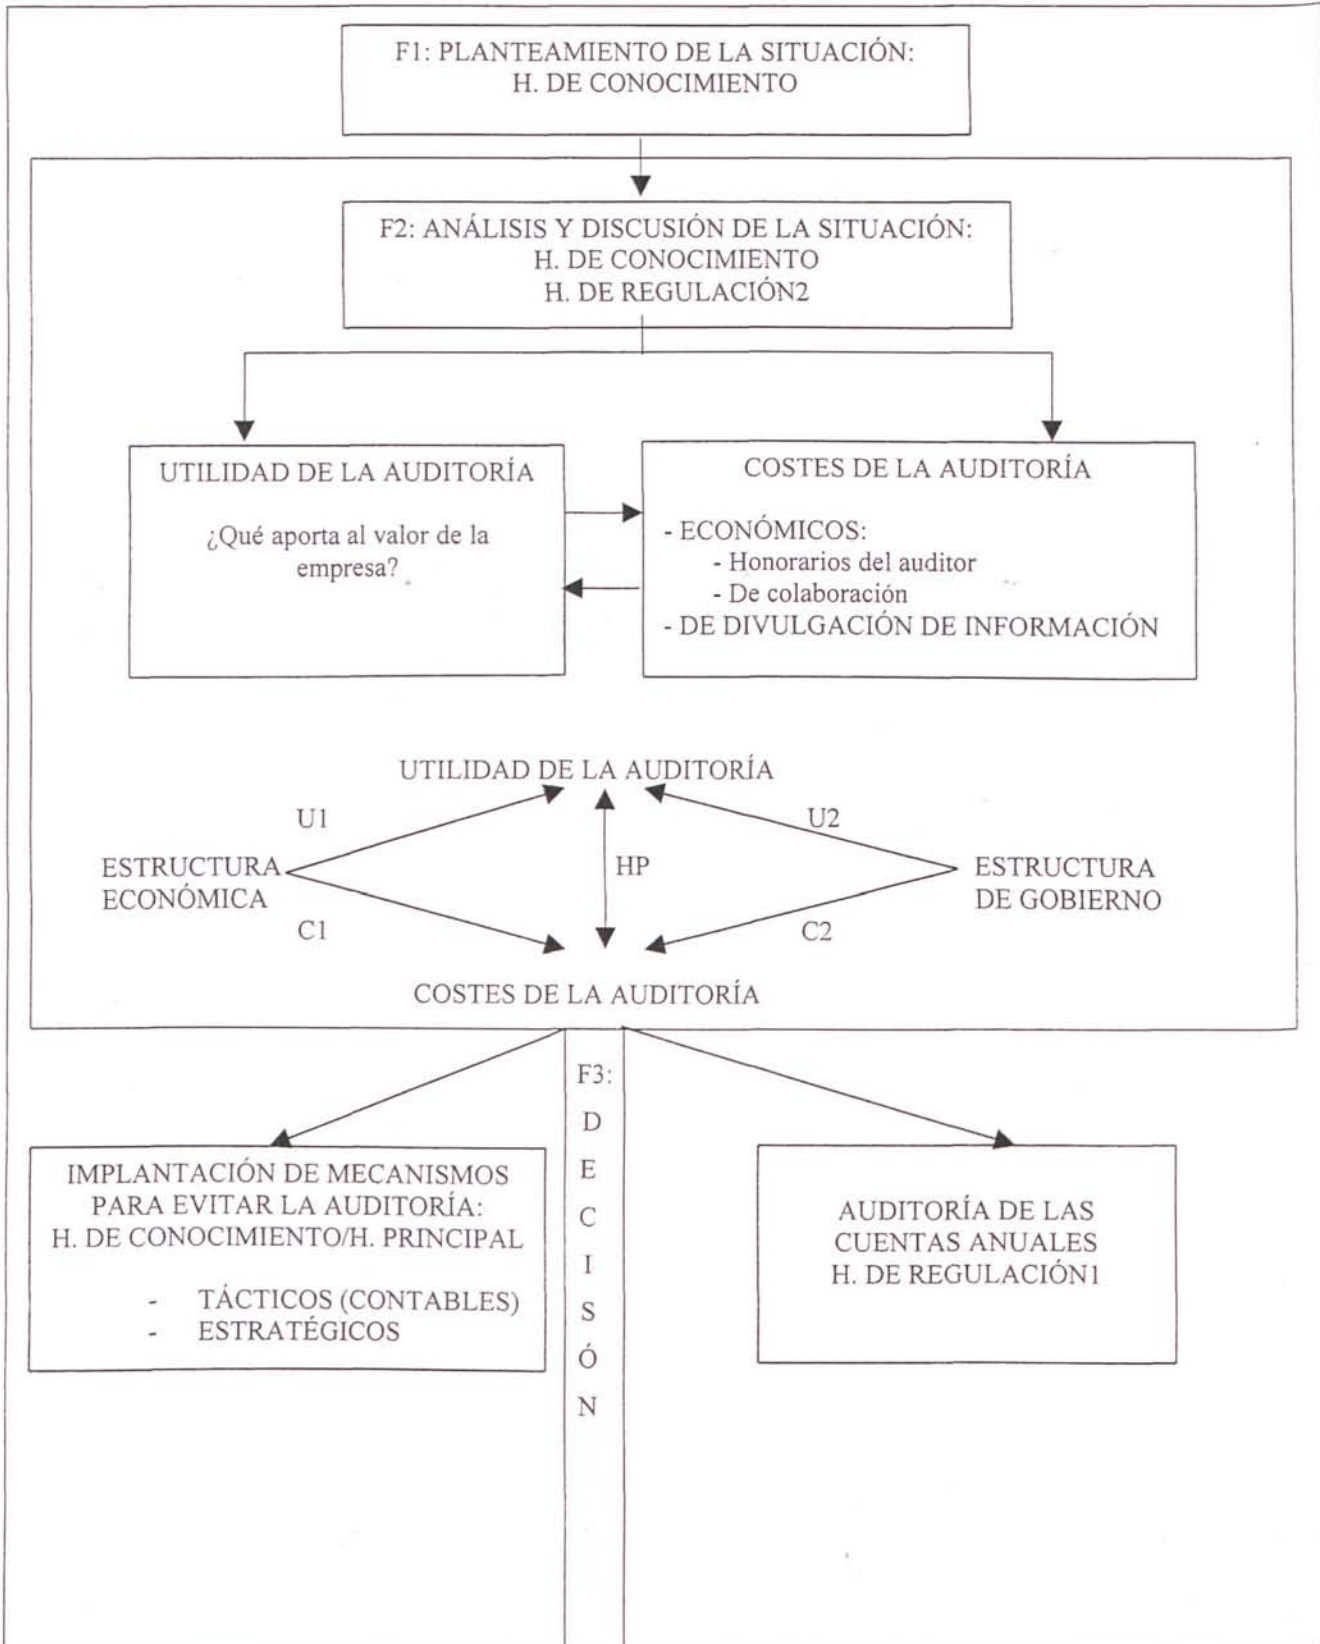 F1: PLANTEAMIENTO DE LA SITUACIÓN:
H. DE CONOCIMIENTO
F2: ANÁLISIS Y DISCUSIÓN DE LA SITUACIÓN:
H. DE CONOCIMIENTO
H. DE REGULACIÓN2
UTILIDAD DE LA AUDITORÍA
¿Qué aporta al valor de la
empresa?
COSTES DE LA AUDITORÍA
- ECONÓMICOS:
- Honorarios del auditor
- De colaboración
- DE DIVULGACIÓN DE INFORMACIÓN
UTILIDAD DE LA AUDITORÍA
U1
U2
ESTRUCTURA
ECONÓMICA
HP
ESTRUCTURA
DE GOBIERNO
C1
C2
COSTES DE LA AUDITORÍA
F3:
D
E
C
I
S
Ó
N
IMPLANTACIÓN DE MECANISMOS
PARA EVITAR LA AUDITORÍA:
H. DE CONOCIMIENTO/H. PRINCIPAL
- TÁCTICOS (CONTABLES)
- ESTRATÉGICOS
AUDITORÍA DE LAS
CUENTAS ANUALES
H. DE REGULACIÓN1